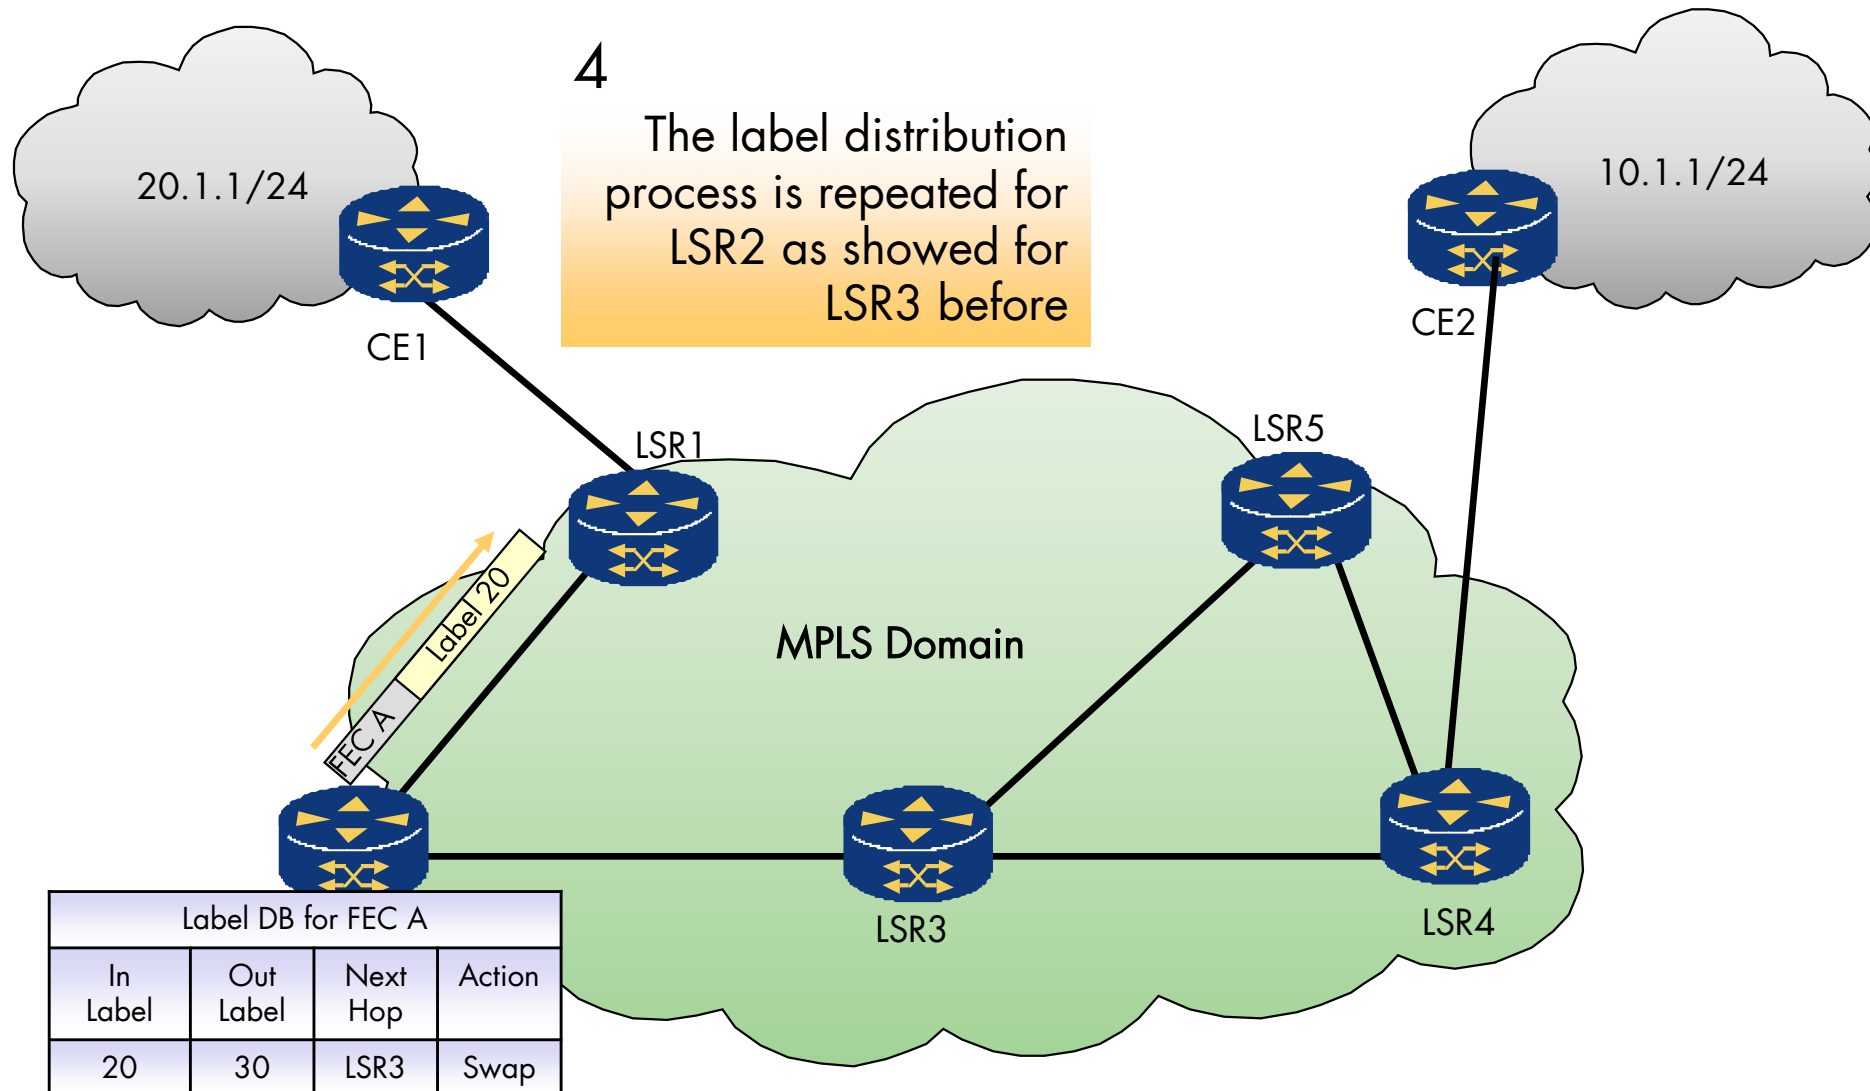 4
The label distribution
process is repeated for
LSR2 as showed for
LSR3 before
20.1.1/24
10.1.1/24
CE1
CE2
LSR1
LSR5
Label 20
FEC A
MPLS Domain
LSR3
LSR4
Label DB for FEC A
In Label
Out Label
Next Hop
Action
20
30
LSR3
Swap